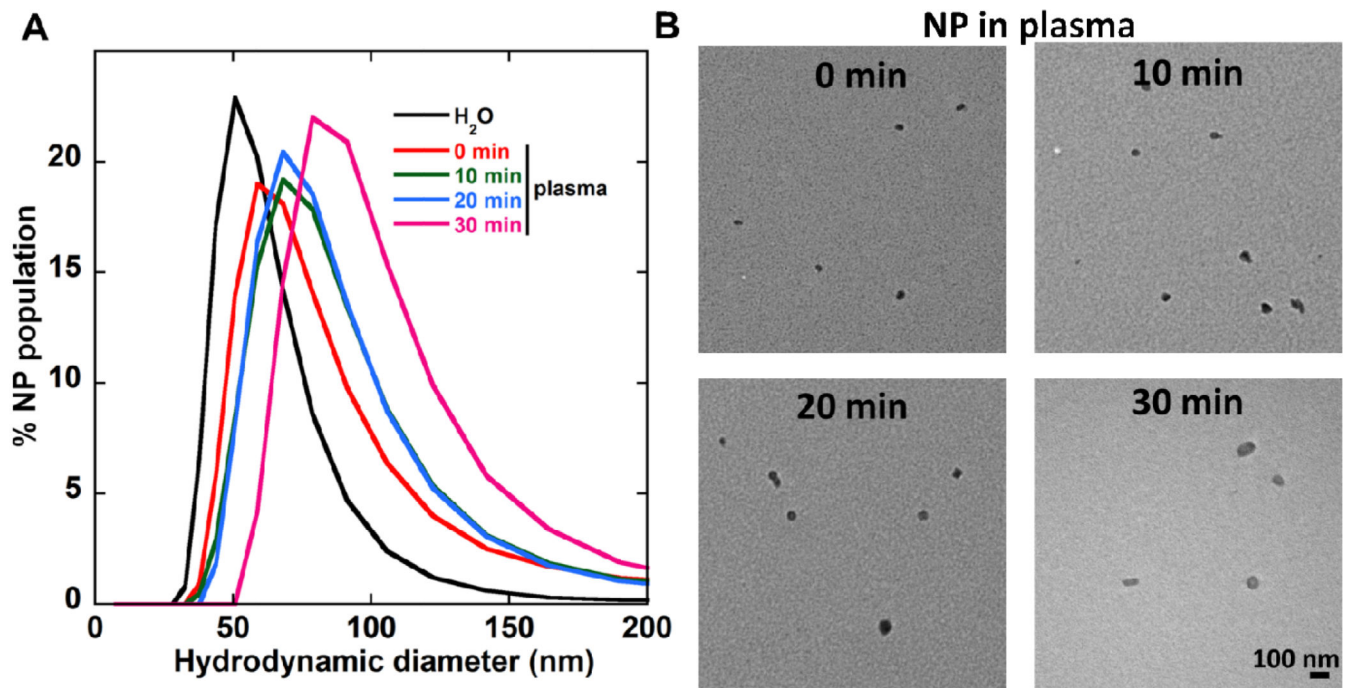 A
% NP population
20
15
10
5
0
0
50
100
150
200
Hydrodynamic diameter (nm)
H₂O
0 min
10 min
20 min
30 min
plasma
B
NP in plasma
0 min
10 min
20 min
30 min
100 nm